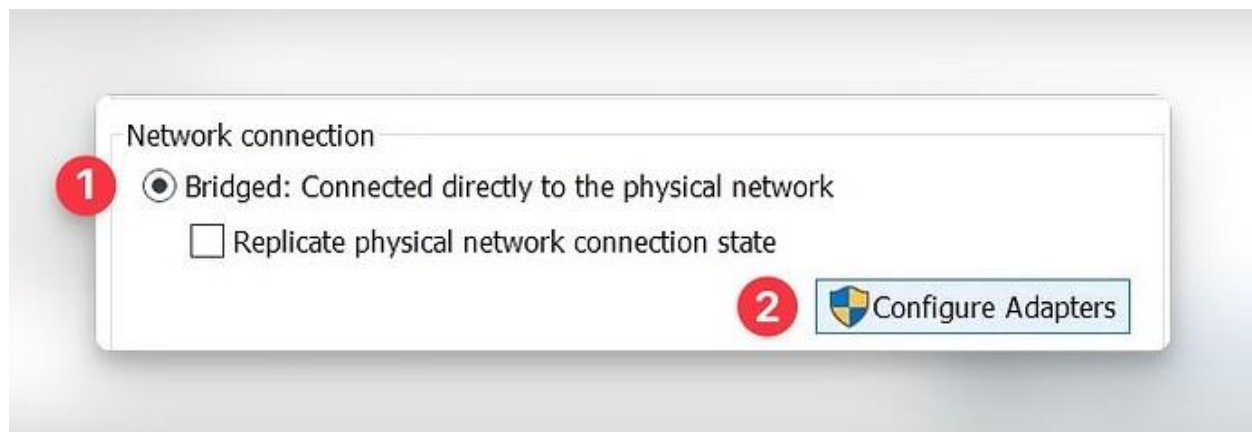 Network connection
1
Bridged: Connected directly to the physical network
Replicate physical network connection state
2
Configure Adapters